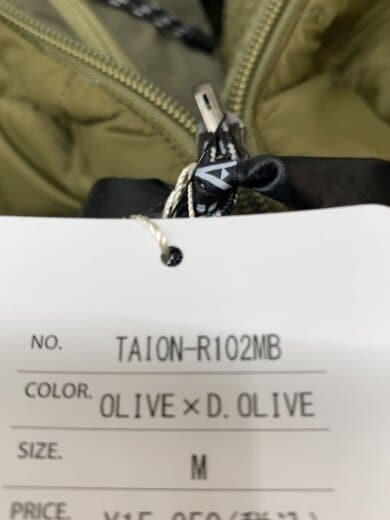 A
NO. TAION-R102MB
COLOR. OLIVE×D.OLIVE
SIZE. M
PRICE.